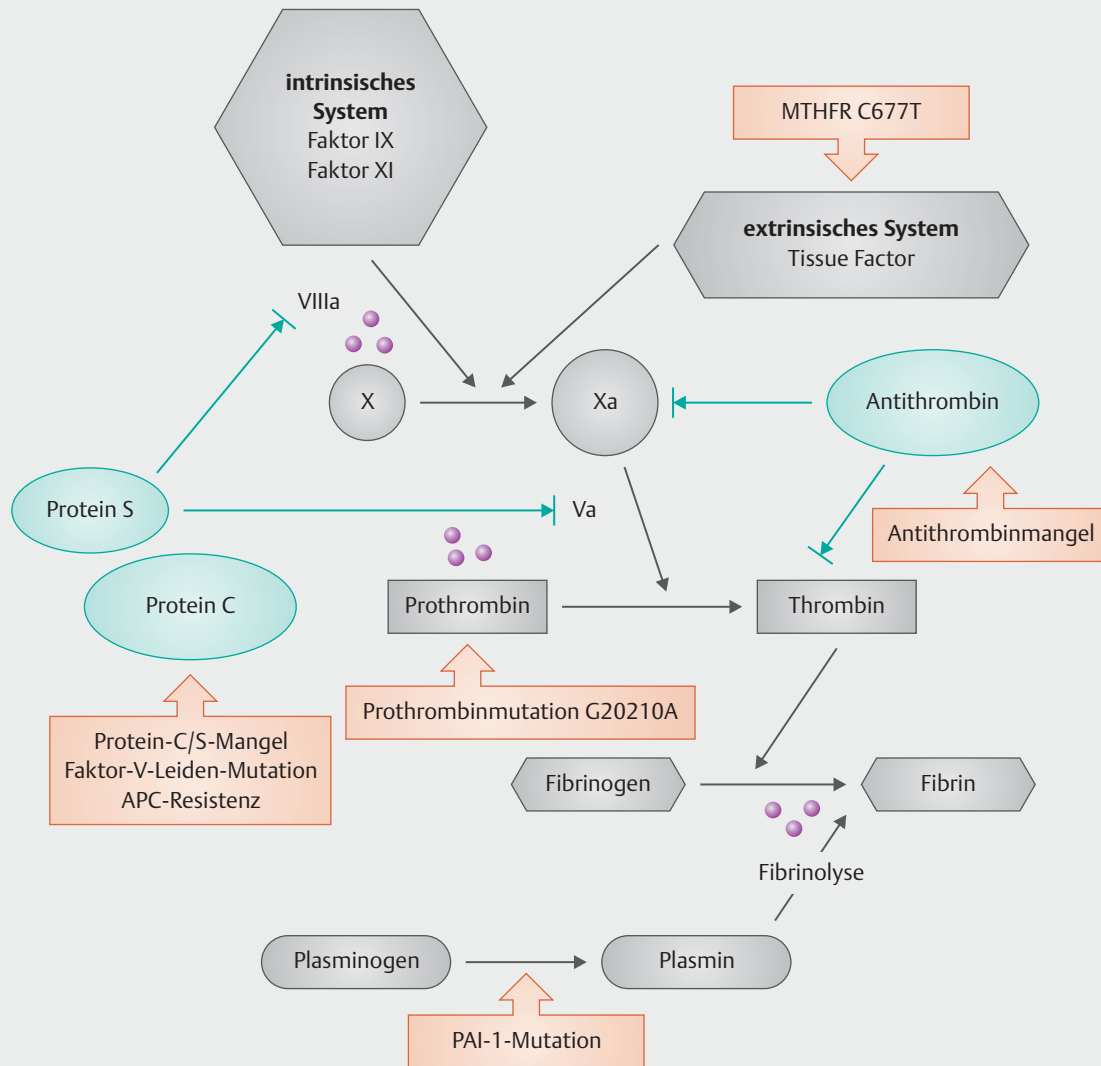 intrinsisches
System
Faktor IX
Faktor XI
MTHFR C677T
extrinsisches System
Tissue Factor
VIIIa
X
Xa
Antithrombin
Protein S
Va
Antithrombinmangel
Protein C
Prothrombin
Thrombin
Prothrombinmutation G20210A
Protein-C/S-Mangel
Faktor-V-Leiden-Mutation
APC-Resistenz
Fibrinogen
Fibrin
Fibrinolyse
Plasminogen
Plasmin
PAI-1-Mutation